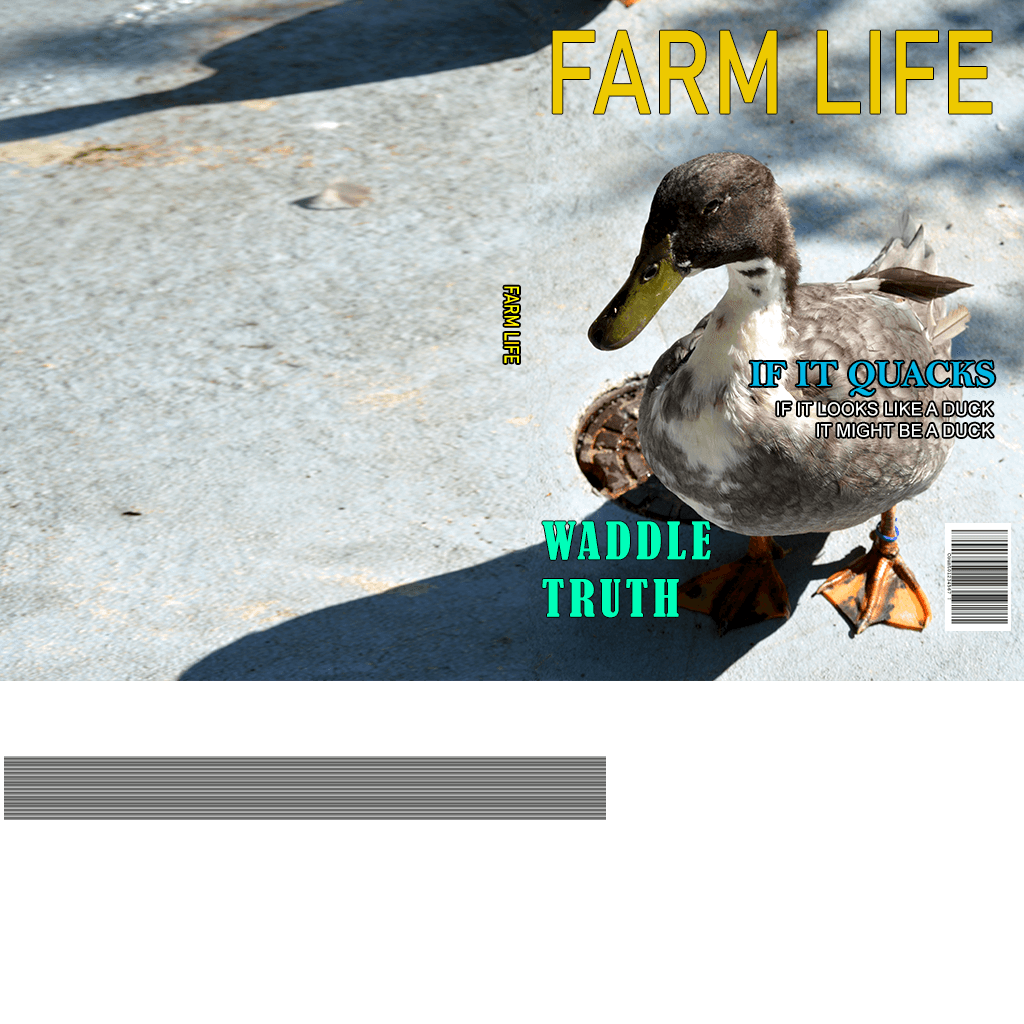 FARM LIFE
FARM LIFE
IF IT QUACKS
IF IT LOOKS LIKE A DUCK
IT MIGHT BE A DUCK
WADDLE
TRUTH